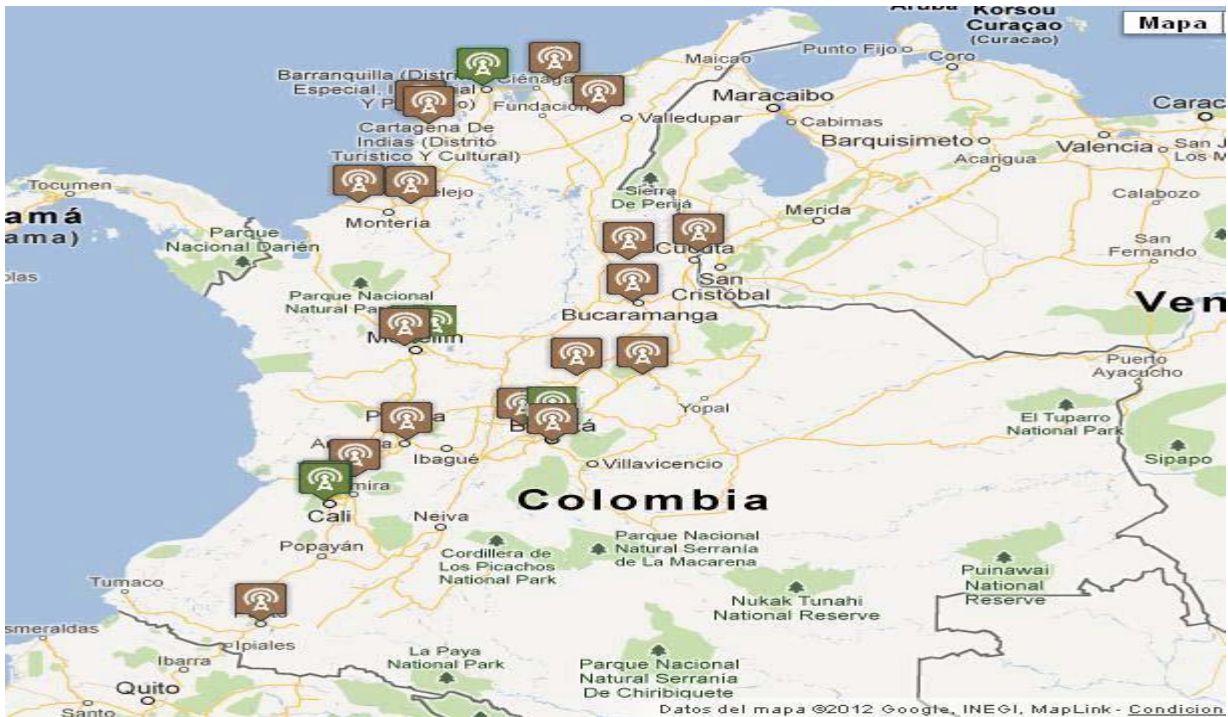 Aruba
Korsou
Curaçao
(Curacao)
Mapa
Punto Fijo
Coro
Maicao
Barranquilla (Distri
Especial, I
al
Y P
o)
Ciénaga
Fundación
Valledupar
Maracaibo
Cabimas
Barquisimeto
Acarigua
Valencia
Carac
San J
Los M
Cartagena De
Indias (Distrito
Turístico Y Cultural)
Tocumen
amá
ama)
olas
Parque
Nacional Darién
elejo
Montería
Sierra
De Perijá
Merida
Calabozo
San
Fernando
Cúcuta
San
Cristóbal
Bucaramanga
Ven
Parque Nacional
Natural Pa
Puerto
Ayacucho
Yopal
El Tuparro
National Park
Sipapo
Ibagué
Villavicencio
mira
Cali
Colombia
Neiva
Popayán
Cordillera de
Los Picachos
National Park
Parque Nacional
Natural Serranía
de La Macarena
Puinawai
National
Reserve
Nukak Tunahi
National Reserve
Tumaco
smeraldas
Ipiales
Ibarra
Quito
Santo
La Paya
National Park
Parque Nacional
Natural Serranía
De Chiribiquete
Datos del mapa ©2012 Google, INEGI, MapLink - Condicion